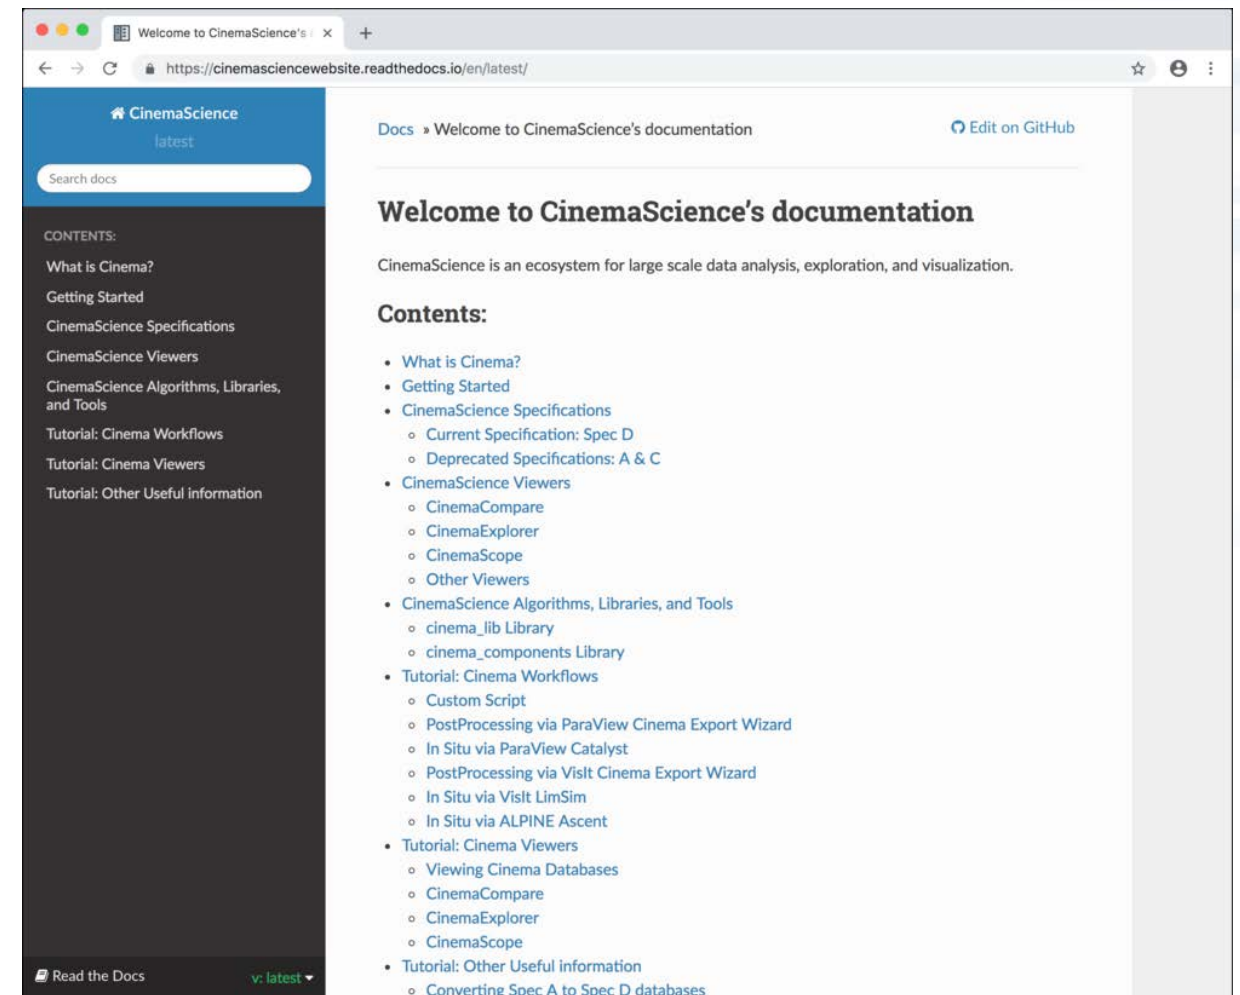 Welcome to CinemaScience's
https://cinemasciencewebsite.readthedocs.io/en/latest/
CinemaScience
latest
Search docs
CONTENTS:
What is Cinema?
Getting Started
CinemaScience Specifications
CinemaScience Viewers
CinemaScience Algorithms, Libraries,
and Tools
Tutorial: Cinema Workflows
Tutorial: Cinema Viewers
Tutorial: Other Useful information
Read the Docs
v: latest
Docs » Welcome to CinemaScience's documentation
Edit on GitHub
Welcome to CinemaScience's documentation
CinemaScience is an ecosystem for large scale data analysis, exploration, and visualization.
Contents:
What is Cinema?
Getting Started
CinemaScience Specifications
Current Specification: Spec D
Deprecated Specifications: A & C
CinemaScience Viewers
CinemaCompare
CinemaExplorer
CinemaScope
Other Viewers
CinemaScience Algorithms, Libraries, and Tools
cinema_lib Library
cinema_components Library
Tutorial: Cinema Workflows
Custom Script
PostProcessing via ParaView Cinema Export Wizard
In Situ via ParaView Catalyst
PostProcessing via VisIt Cinema Export Wizard
In Situ via VisIt LimSim
In Situ via ALPINE Ascent
Tutorial: Cinema Viewers
Viewing Cinema Databases
CinemaCompare
CinemaExplorer
CinemaScope
Tutorial: Other Useful information
Converting Spec A to Spec D databases